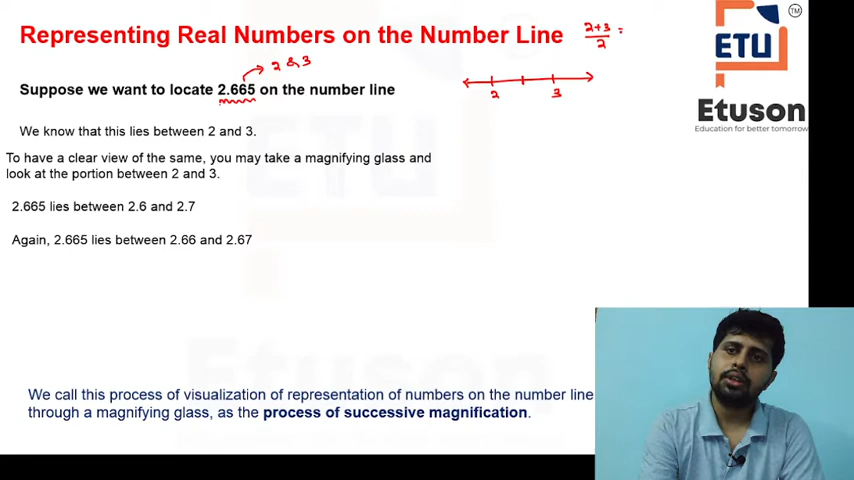 Representing Real Numbers on the Number Line
2+3 =
2
TM
ETU
2 & 3
Suppose we want to locate 2.665 on the number line
2 3
Etuson
Education for better tomorrow
We know that this lies between 2 and 3.
To have a clear view of the same, you may take a magnifying glass and
look at the portion between 2 and 3.
2.665 lies between 2.6 and 2.7
Again, 2.665 lies between 2.66 and 2.67
We call this process of visualization of representation of numbers on the number line
through a magnifying glass, as the process of successive magnification.